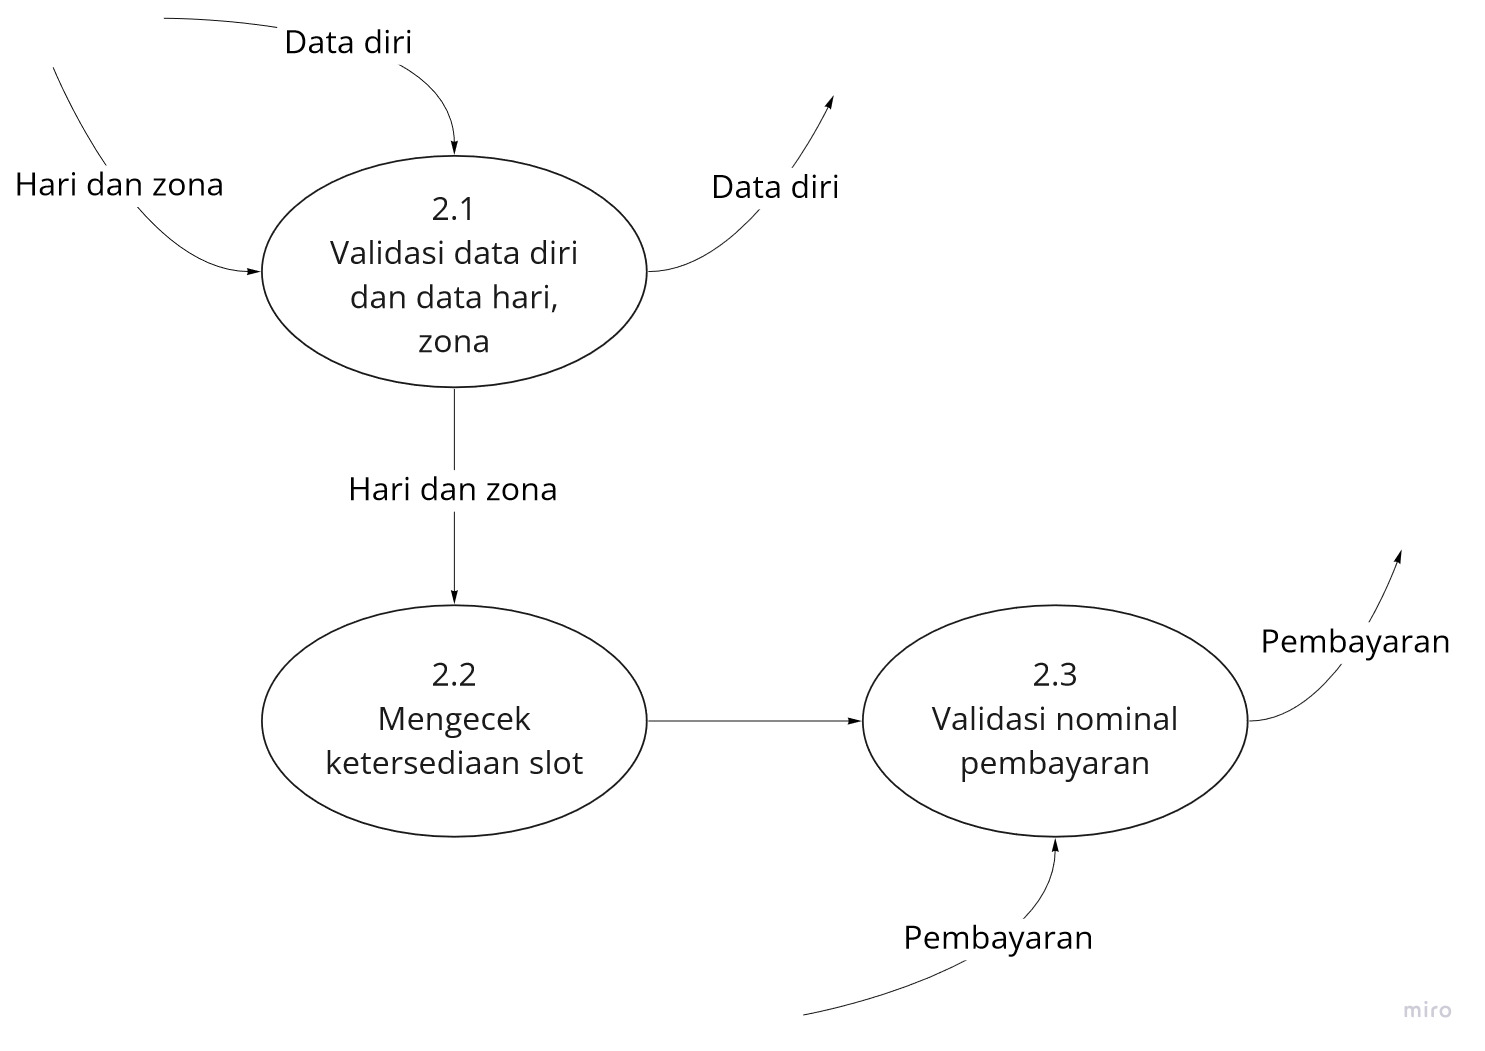 Data diri
Hari dan zona
Data diri
2.1
Validasi data diri
dan data hari,
zona
Hari dan zona
2.2
Mengecek
ketersediaan slot
2.3
Validasi nominal
pembayaran
Pembayaran
Pembayaran
miro